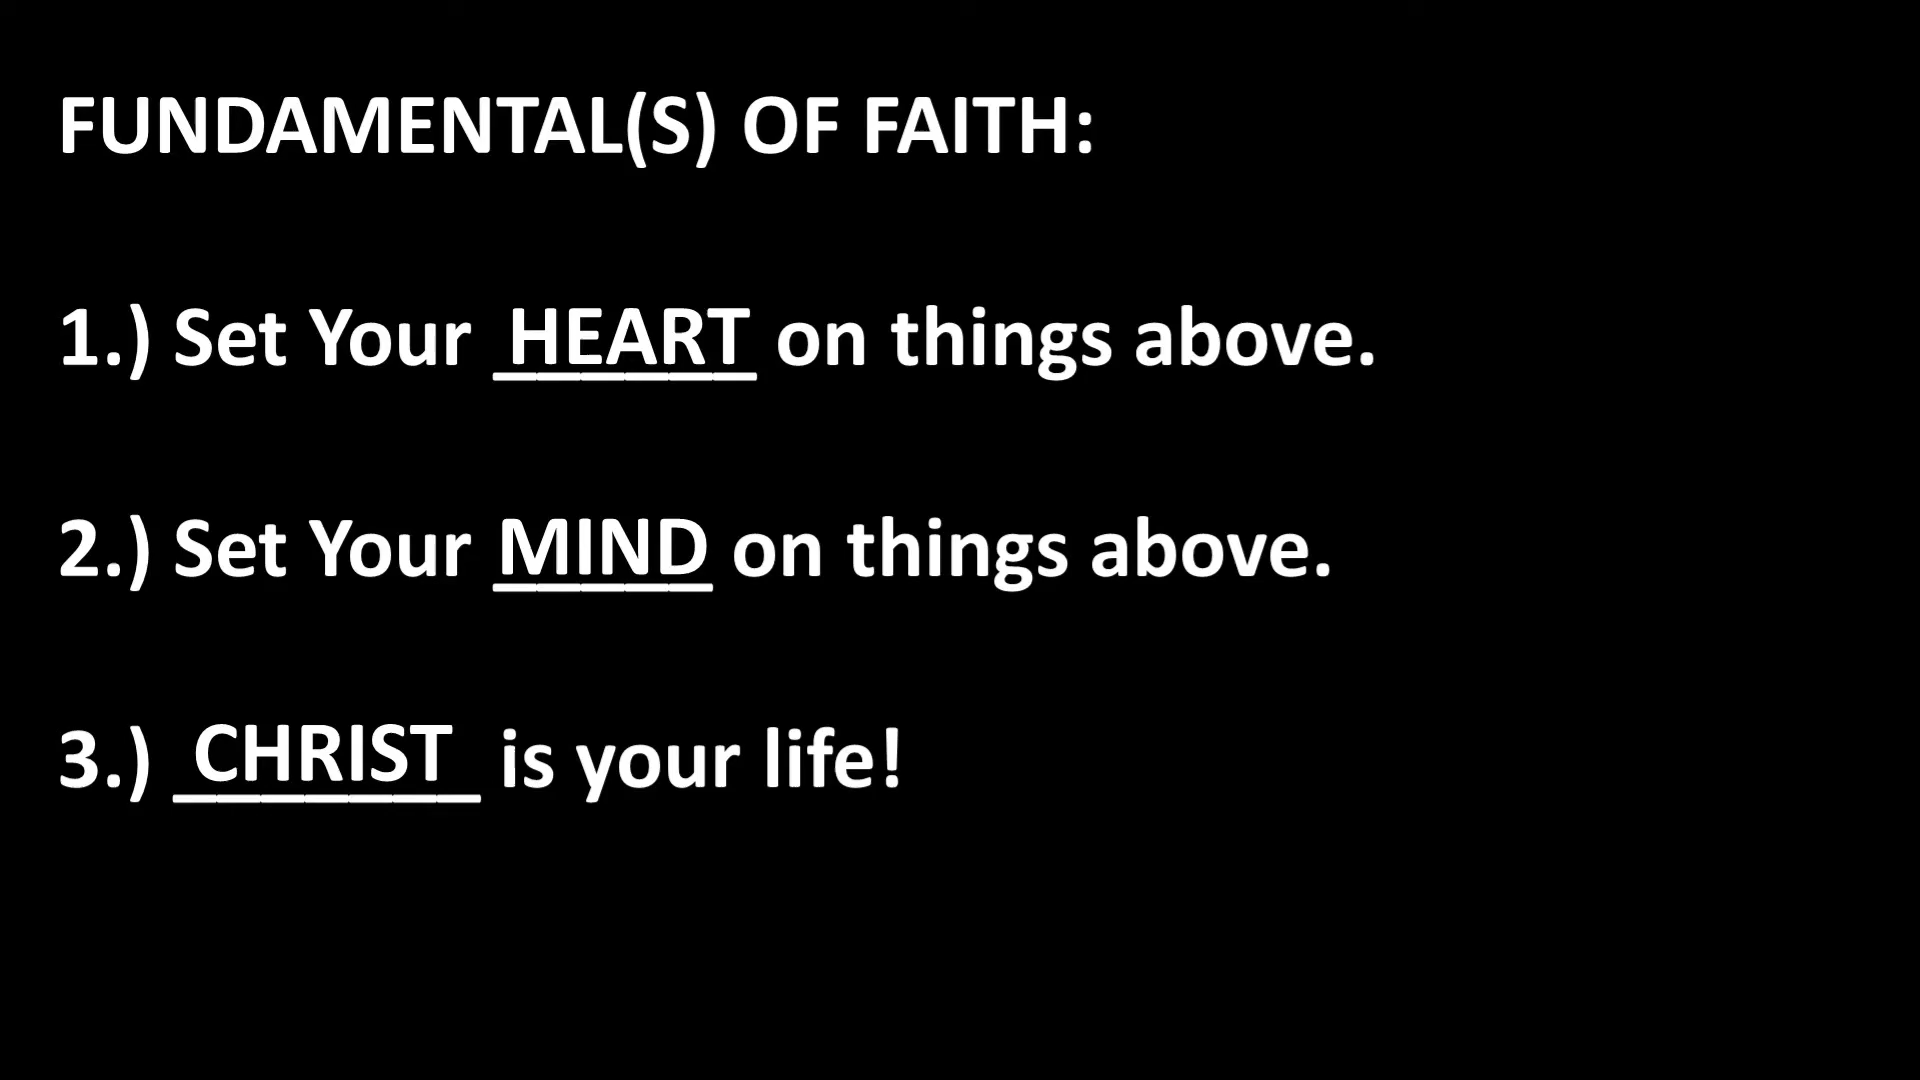 FUNDAMENTAL(S) OF FAITH:
1.) Set Your HEART on things above.
2.) Set Your MIND on things above.
3.) CHRIST is your life!